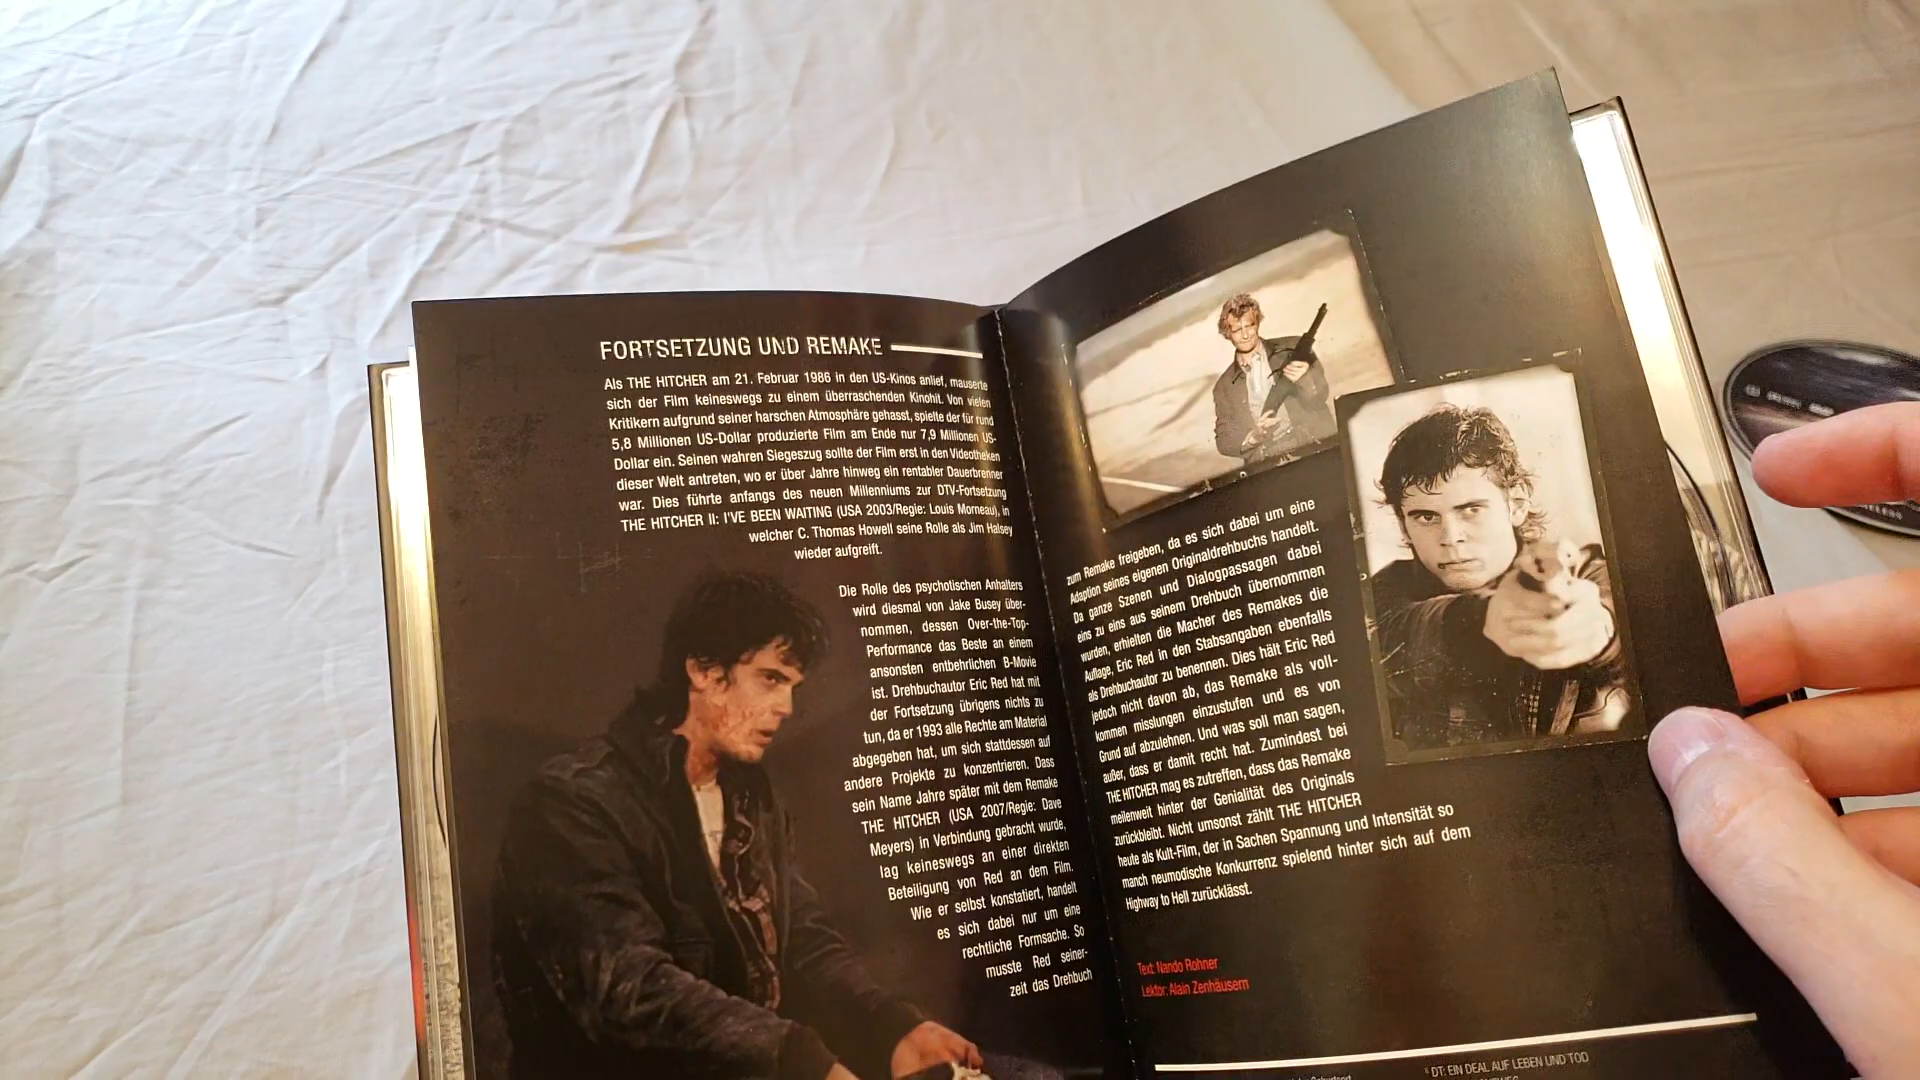 FORTSETZUNG UND REMAKE
Als THE HITCHER am 21. Februar 1986 in den US-Kinos anlief, mauserte
sich der Film keineswegs zu einem überraschenden Kinohit. Von vielen
Kritikern aufgrund seiner harschen Atmosphäre gehasst, spielte der für rund
5,8 Millionen US-Dollar produzierte Film am Ende nur 7,9 Millionen US-
Dollar ein. Seinen wahren Siegeszug sollte der Film erst in den Videotheken
dieser Welt antreten, wo er über Jahre hinweg ein rentabler Dauerbrenner
war. Dies führte anfangs des neuen Millenniums zur DTV-Fortsetzung
THE HITCHER II: I'VE BEEN WAITING (USA 2003/Regie: Louis Morneau), in
welcher C. Thomas Howell seine Rolle als Jim Halsey
wieder aufgreift.
Die Rolle des psychotischen Anhalters
wird diesmal von Jake Busey über-
nommen, dessen Over-the-Top-
Performance das Beste an einem
ansonsten entbehrlichen B-Movie
ist. Drehbuchautor Eric Red hat mit
der Fortsetzung übrigens nichts zu
tun, da er 1993 alle Rechte am Material
abgegeben hat, um sich stattdessen auf
andere Projekte zu konzentrieren. Dass
sein Name Jahre später mit dem Remake
THE HITCHER (USA 2007/Regie: Dave
Meyers) in Verbindung gebracht wurde,
lag keineswegs an einer direkten
Beteiligung von Red an dem Film.
Wie er selbst konstatiert, handelt
es sich dabei nur um eine
rechtliche Formsache. So
musste Red seiner-
zeit das Drehbuch
zum Remake freigeben, da es sich dabei um eine
Adaption seines eigenen Originaldrehbuchs handelt.
Da ganze Szenen und Dialogpassagen dabei
eins zu eins aus seinem Drehbuch übernommen
wurden, erhielten die Macher des Remakes die
Auflage, Eric Red in den Stabsangaben ebenfalls
als Drehbuchautor zu benennen. Dies hält Eric Red
jedoch nicht davon ab, das Remake als voll-
kommen misslungen einzustufen und es von
Grund auf abzulehnen. Und was soll man sagen,
außer, dass er damit recht hat. Zumindest bei
THE HITCHER mag es zutreffen, dass das Remake
meilenweit hinter der Genialität des Originals
zurückbleibt. Nicht umsonst zählt THE HITCHER
heute als Kult-Film, der in Sachen Spannung und Intensität so
manch neumodische Konkurrenz spielend hinter sich auf dem
Highway to Hell zurücklässt.
Text: Nando Rohner
Lektor: Alain Zenhäusern
DT: EIN DEAL AUF LEBEN UND TOD